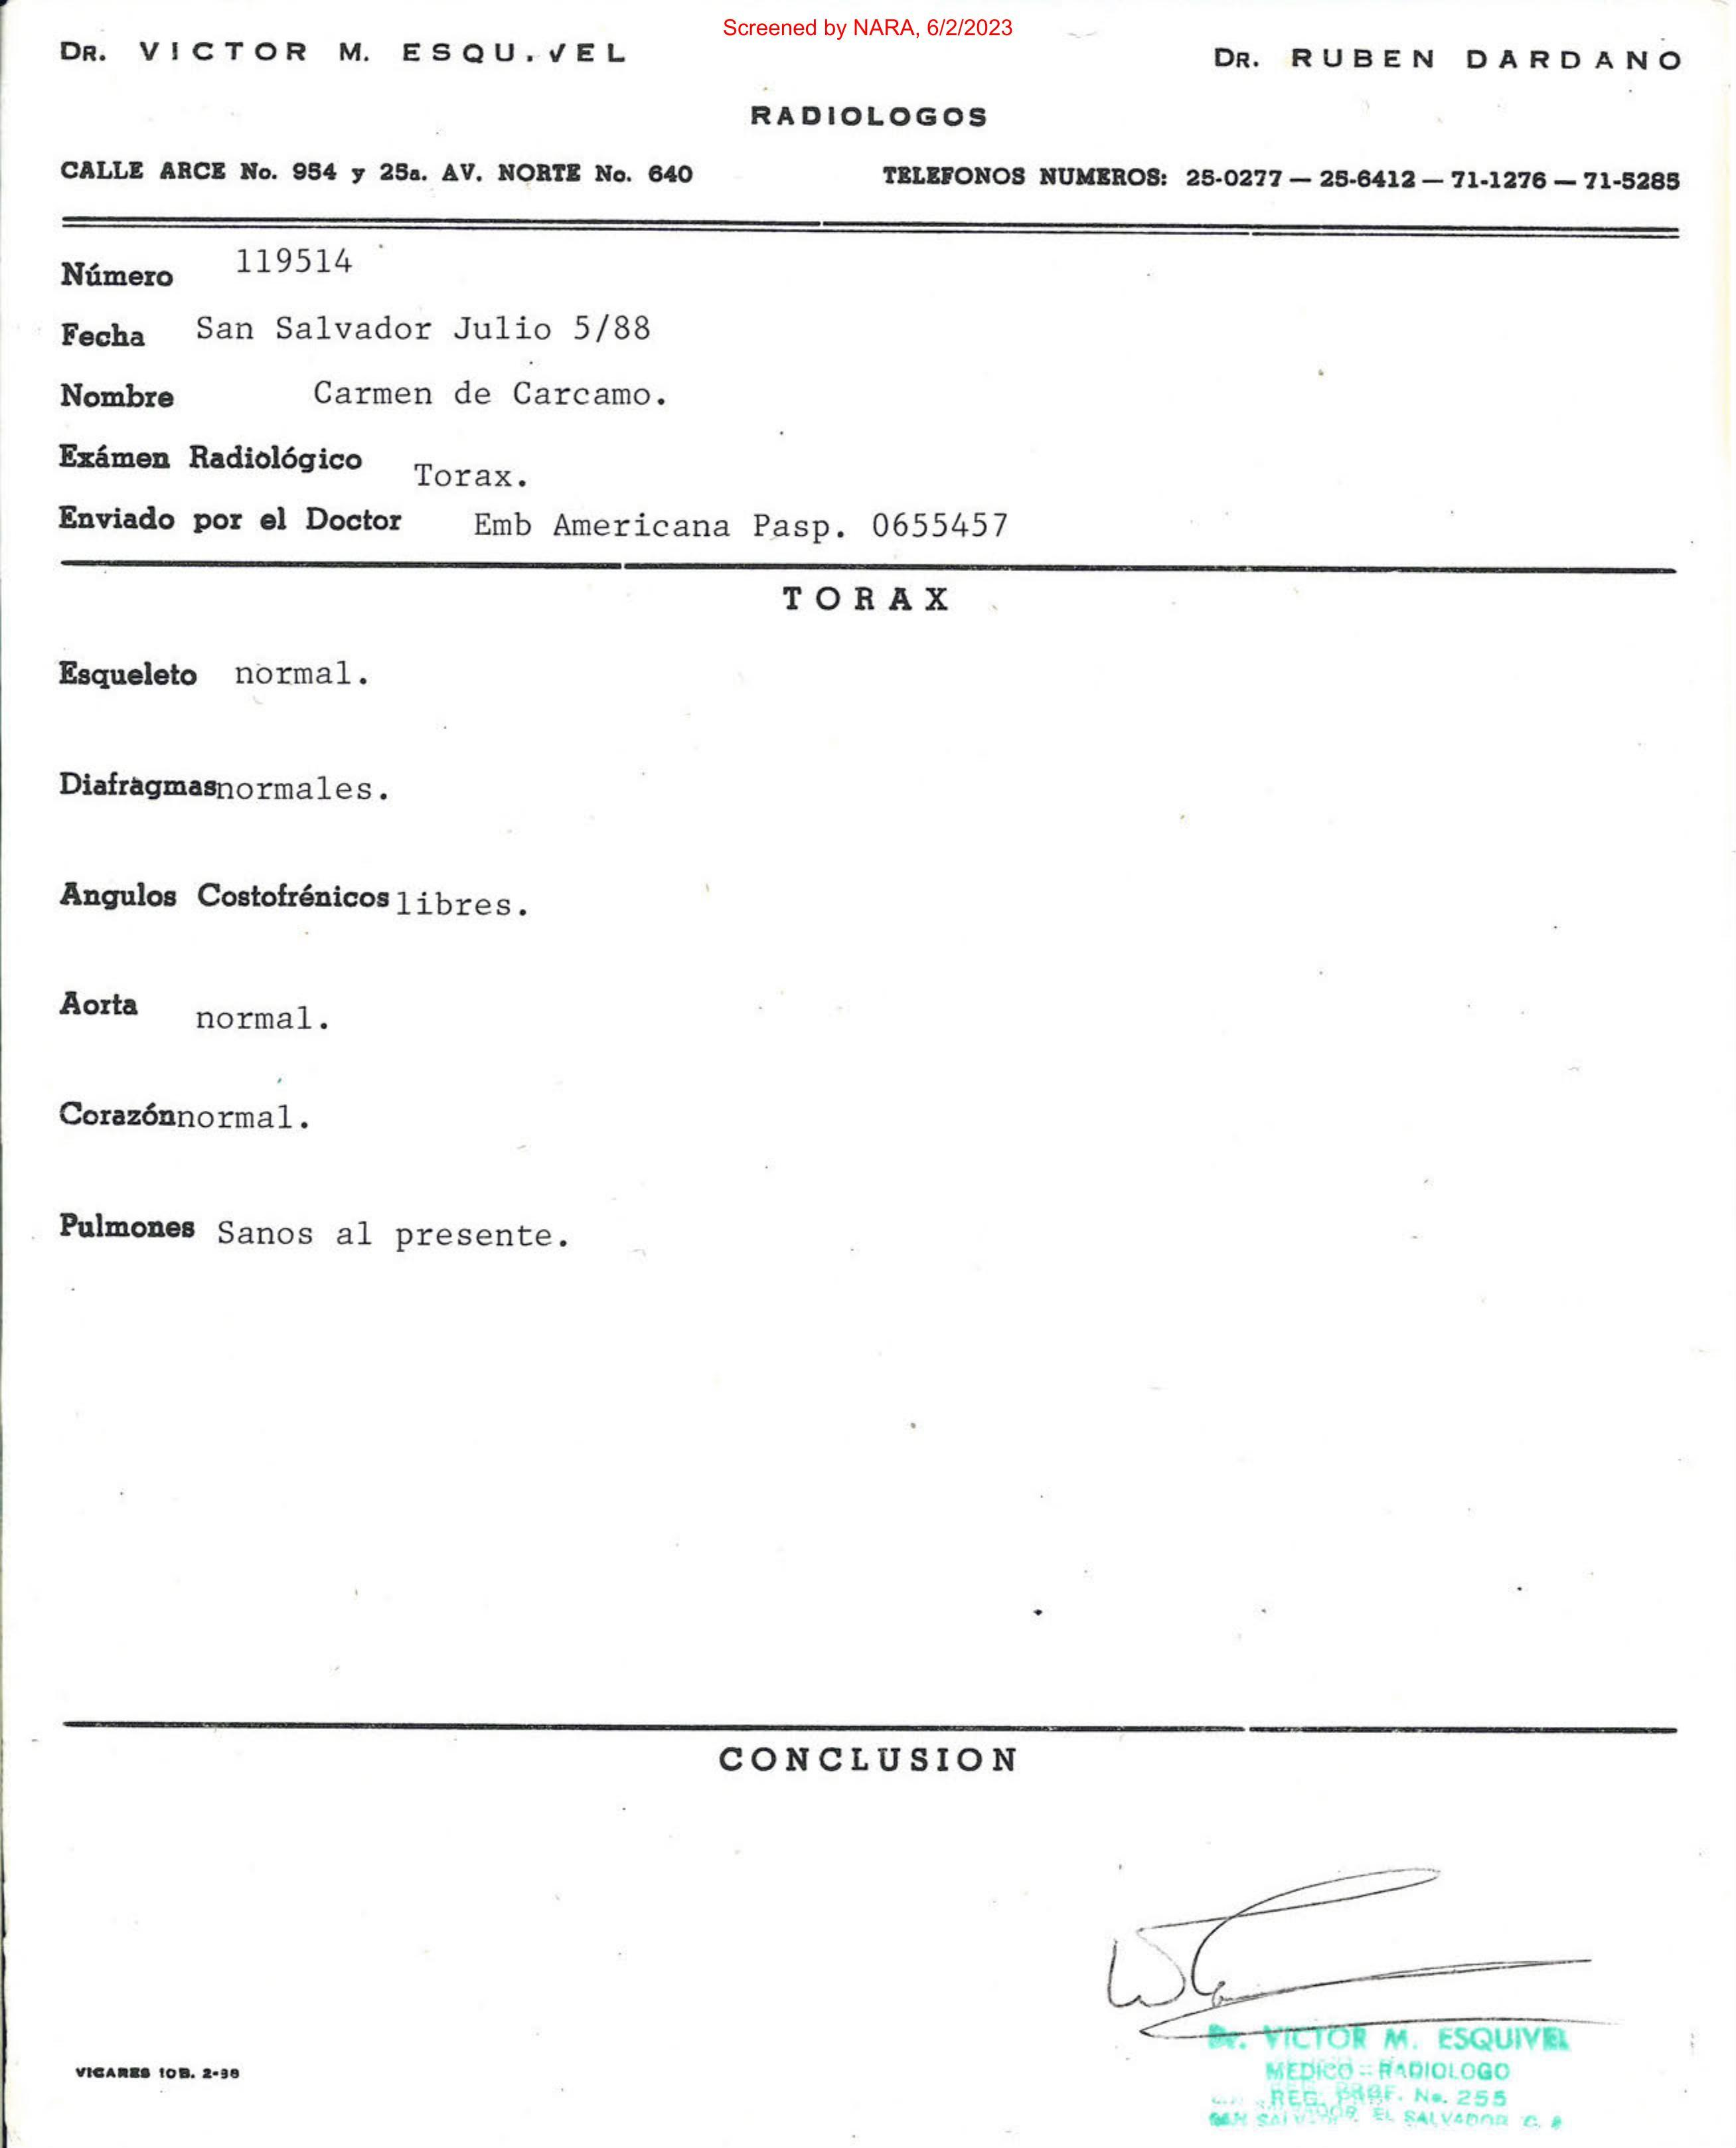 Screened by NARA, 6/2/2023
DR. VICTOR M. ESQUIVEL DR. RUBEN DARDANO
RADIOLOGOS
CALLE ARCE No. 954 y 25a. AV. NORTE No. 640 TELEFONOS NUMEROS: 25-0277 — 25-6412 — 71-1276 — 71-5285
Número 119514
Fecha San Salvador Julio 5/88
Nombre Carmen de Carcamo.
Exámen Radiológico Torax.
Enviado por el Doctor Emb Americana Pasp. 0655457
TORAX
Esqueleto normal.
Diafragmas normales.
Angulos Costofrénicos libres.
Aorta normal.
Corazón normal.
Pulmones Sanos al presente.
CONCLUSION
Dr. VICTOR M. ESQUIVEL
MEDICO - RADIOLOGO
REG. PROF. No. 255
SAN SALVADOR, EL SALVADOR C. A
VIGARES 10B. 2-98